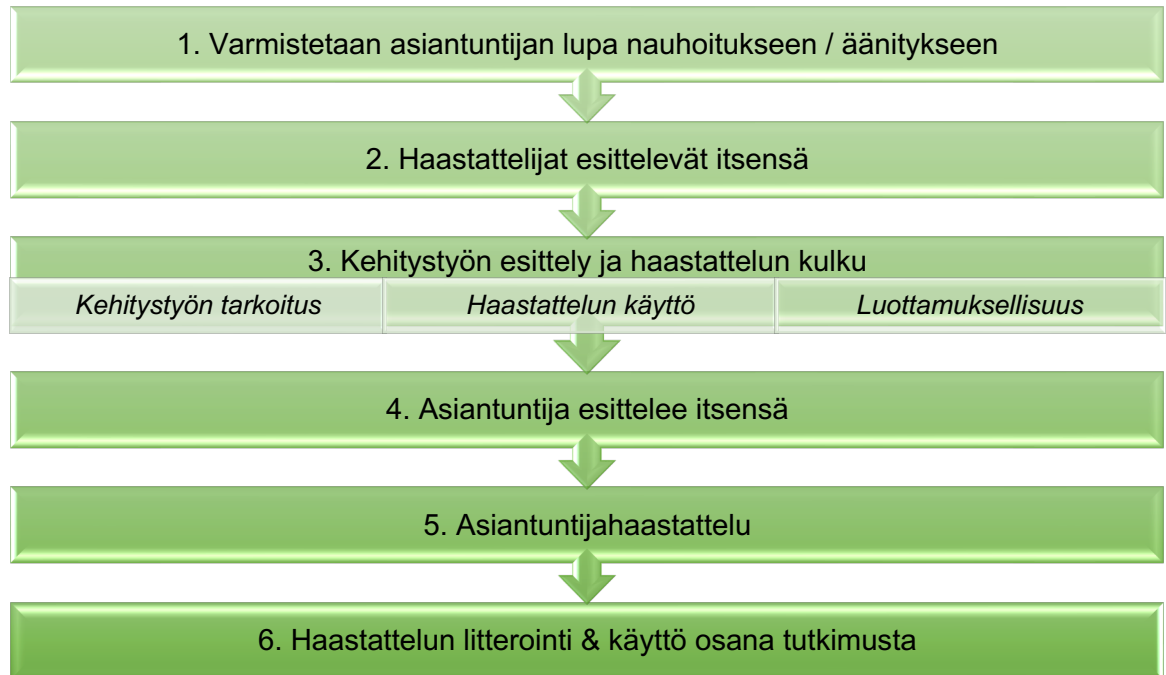 1. Varmistetaan asiantuntijan lupa nauhoitukseen / äänitykseen
2. Haastattelijat esittelevät itsensä
3. Kehitystyön esittely ja haastattelun kulku
Kehitystyön tarkoitus Haastattelun käyttö Luottamuksellisuus
4. Asiantuntija esittelee itsensä
5. Asiantuntijahaastattelu
6. Haastattelun litterointi & käyttö osana tutkimusta